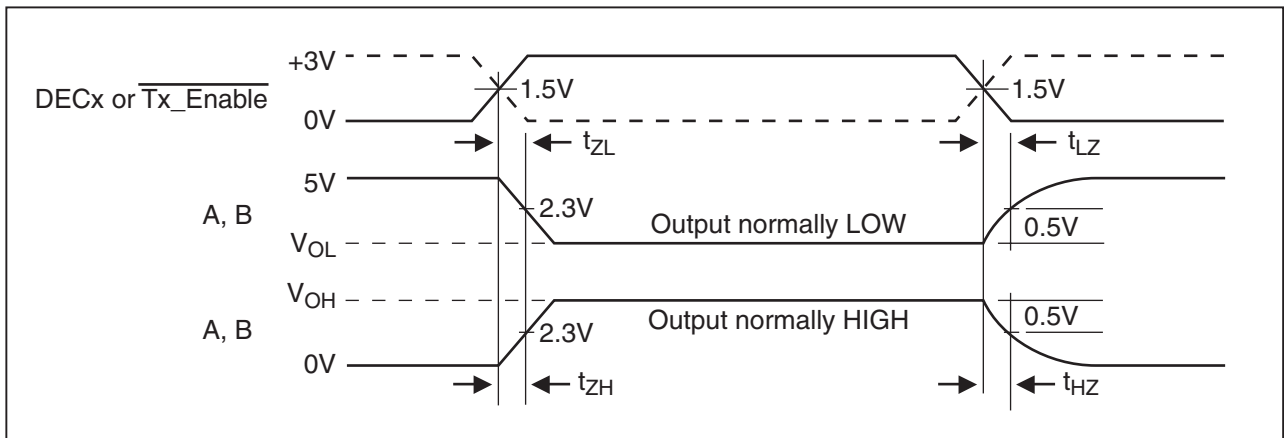 +3V
DECx or Tx_Enable
1.5V
1.5V
0V
tZL
tLZ
5V
A, B
2.3V
Output normally LOW
0.5V
VOL
VOH
A, B
2.3V
Output normally HIGH
0.5V
0V
tZH
tHZ